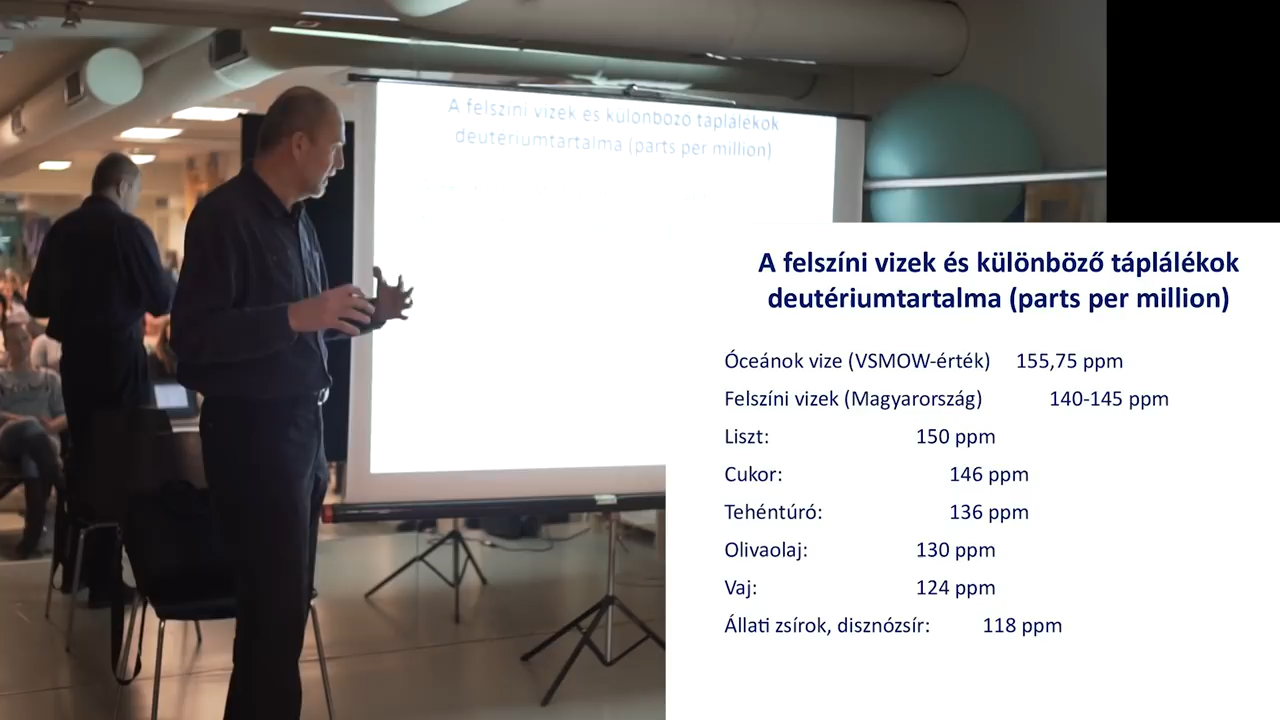 A felszíni vizek és különböző táplálékok
deutériumtartalma (parts per million)
A felszíni vizek és különböző táplálékok
deutériumtartalma (parts per million)
Óceánok vize (VSMOW-érték) 155,75 ppm
Felszíni vizek (Magyarország) 140-145 ppm
Liszt: 150 ppm
Cukor: 146 ppm
Tehéntúró: 136 ppm
Olivaolaj: 130 ppm
Vaj: 124 ppm
Állati zsírok, disznózsír: 118 ppm